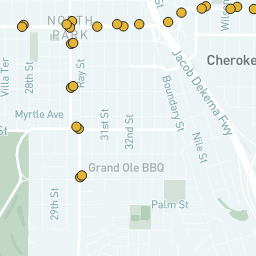 NORTH
PARK
Wil
Cheroke
Jacob Dekema Fwy
Villa Ter
28th St
Ray St
Boundary St
Myrtle Ave
31st St
32nd St
Nile St
St
Grand Ole BBQ
29th St
Palm St